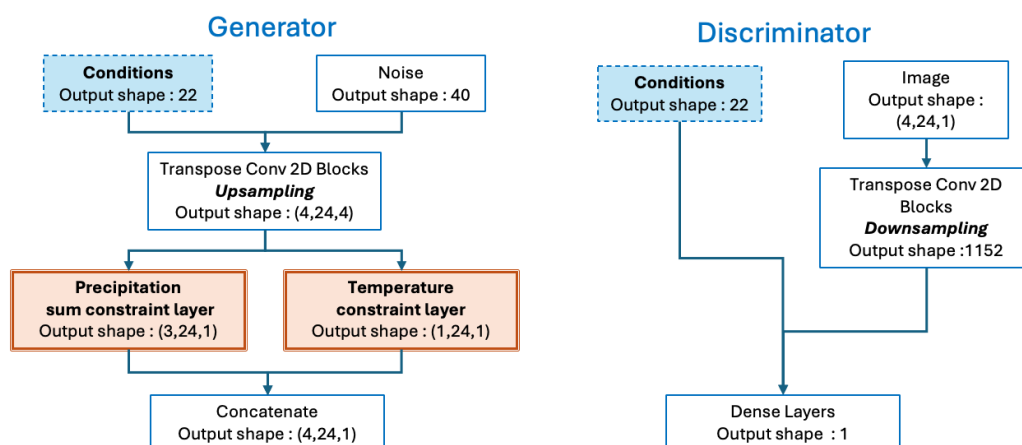 Generator
Conditions
Output shape : 22
Noise
Output shape : 40
Transpose Conv 2D Blocks
Upsampling
Output shape : (4,24,4)
Precipitation
sum constraint layer
Output shape : (3,24,1)
Temperature
constraint layer
Output shape : (1,24,1)
Concatenate
Output shape : (4,24,1)
Discriminator
Conditions
Output shape : 22
Image
Output shape :
(4,24,1)
Transpose Conv 2D
Blocks
Downsampling
Output shape :1152
Dense Layers
Output shape : 1